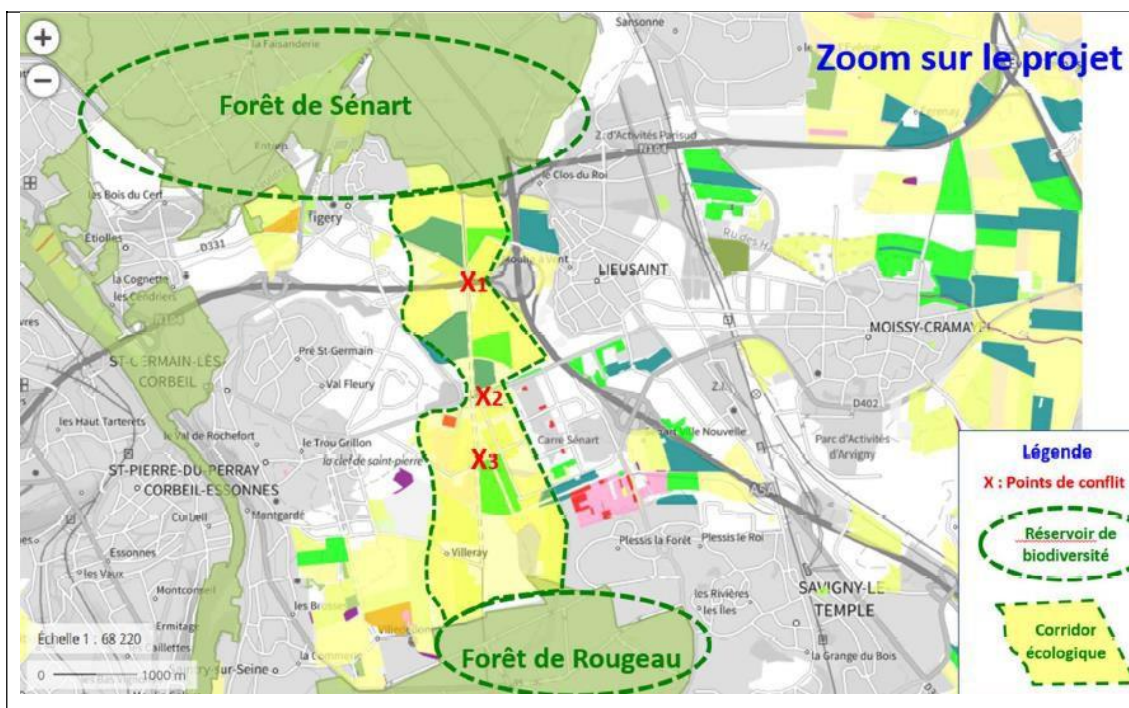 Sansonne
la Faisanderie
Zoom sur le projet
Forêt de Sénart
Z. d'Activités Parisud
N104
le Clos du Roi
les Bois du Cerf
Tigery
Étiolles
D331
la Cognette
les Cendriers
LIEUSAINT
X1
MOISSY-CRAMAYEL
ST-GERMAIN-LÈS
CORBEIL
Pré St-Germain
Val Fleury
X2
Z.I.
D402
les Haut Tarterets
le Val de Rochefort
le Trou Grillon
la clef de saint-pierre
Carré Sénart
X3
Parc d'Activités
d'Arvigny
ST-PIERRE-DU-PERRAY
CORBEIL-ESSONNES
A5A
Essonnes
les Vaux
Villeray
Plessis la Forêt
Plessis le Roi
les Rivières
les Îles
SAVIGNY-LE-
TEMPLE
Ermitage
Échelle 1 : 68 220
0
1000 m
Forêt de Rougeau
la Grange du Bois
Légende
X : Points de conflit
Réservoir de
biodiversité
Corridor
écologique